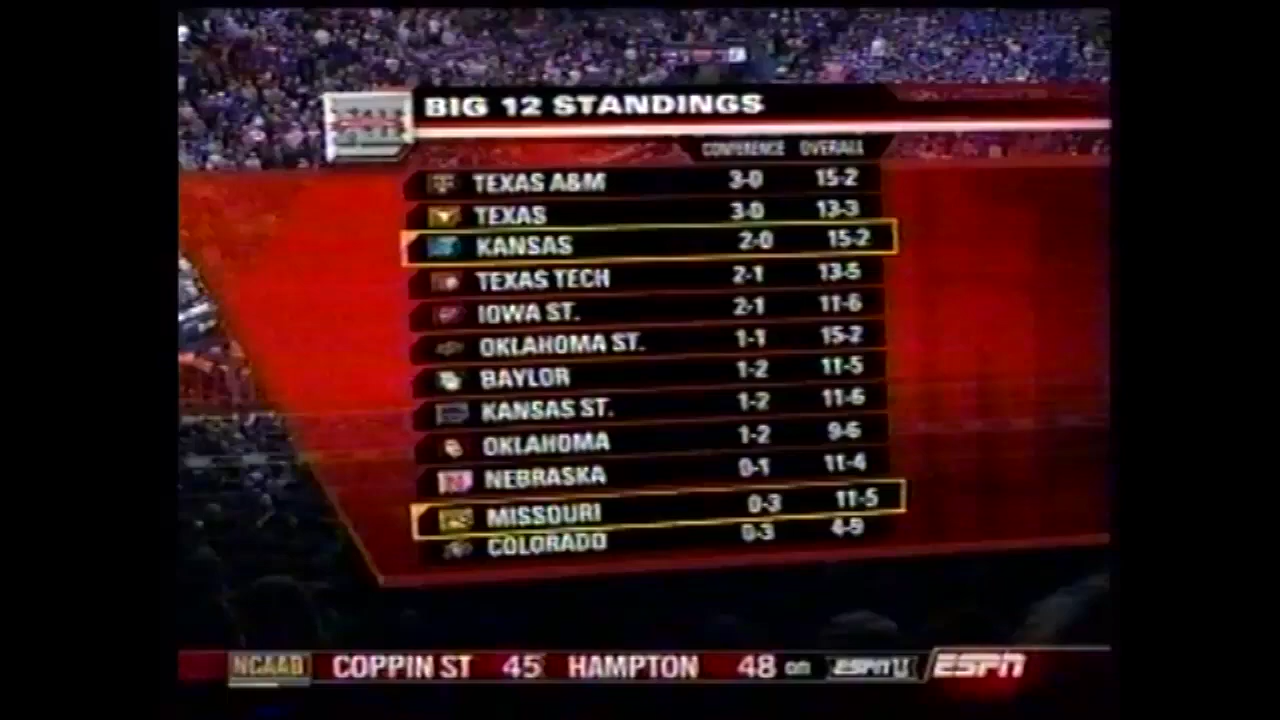 BIG 12 STANDINGS
CONFERENCE OVERALL
TEXAS A&M 3-0 15-2
TEXAS 3-0 13-3
KANSAS 2-0 15-2
TEXAS TECH 2-1 13-5
IOWA ST. 2-1 11-6
OKLAHOMA ST. 1-1 15-2
BAYLOR 1-2 11-5
KANSAS ST. 1-2 11-6
OKLAHOMA 1-2 9-6
NEBRASKA 0-1 11-4
MISSOURI 0-3 11-5
COLORADO 0-3 4-9
NCAAB COPPIN ST 45 HAMPTON 48 on ESPNU ESPN